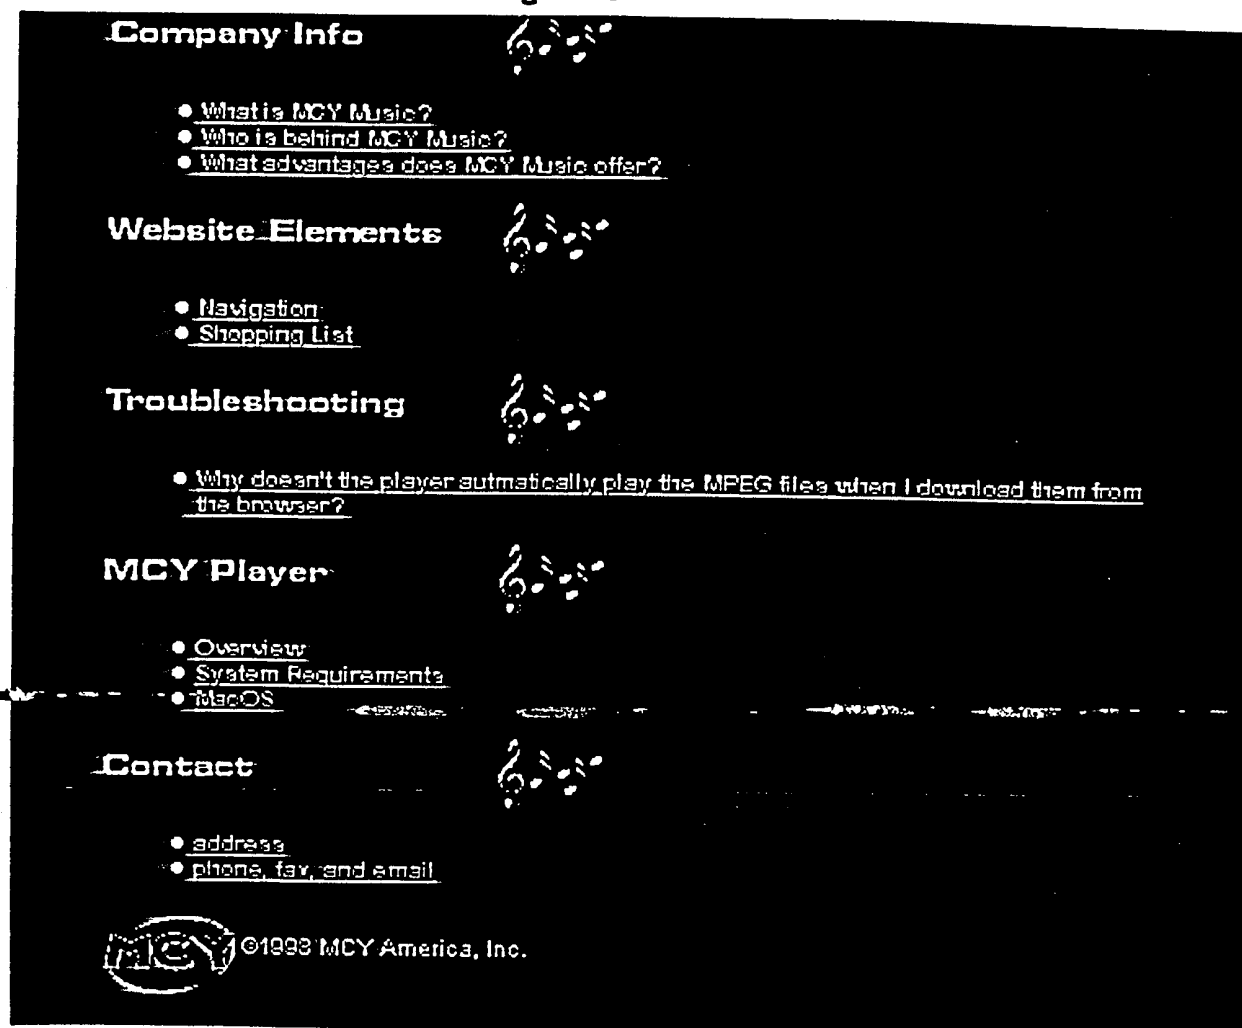 Company Info
What is MCY Music?
Who is behind MCY Music?
What advantages does MCY Music offer?
Website Elements
Navigation
Shopping List
Troubleshooting
Why doesn't the player autmatically play the MPEG files when I download them from
the browser?
MCY Player
Overview
System Requirements
MacOS
Contact
address
phone, fax, and email
MCY ©1998 MCY America, Inc.